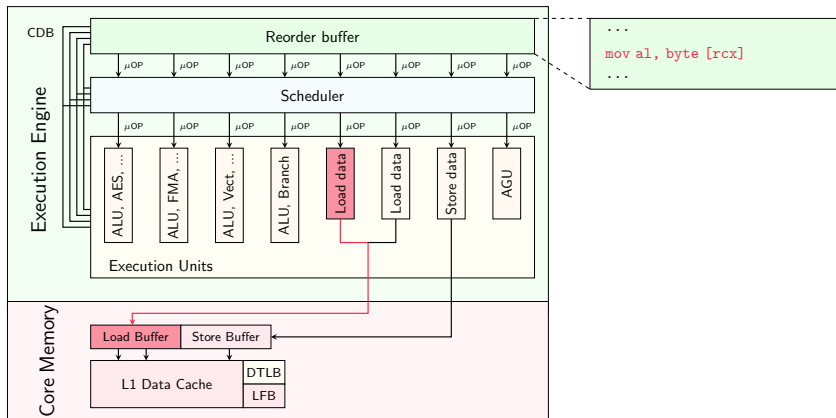 CDB
Reorder buffer
...
mov al, byte [rcx]
...
μOP μOP μOP μOP μOP μOP μOP μOP
Scheduler
μOP μOP μOP μOP μOP μOP μOP μOP
Execution Engine
ALU, AES, ...
ALU, FMA, ...
ALU, Vect, ...
ALU, Branch
Load data
Load data
Store data
AGU
Execution Units
Core Memory
Load Buffer
Store Buffer
L1 Data Cache
DTLB
LFB